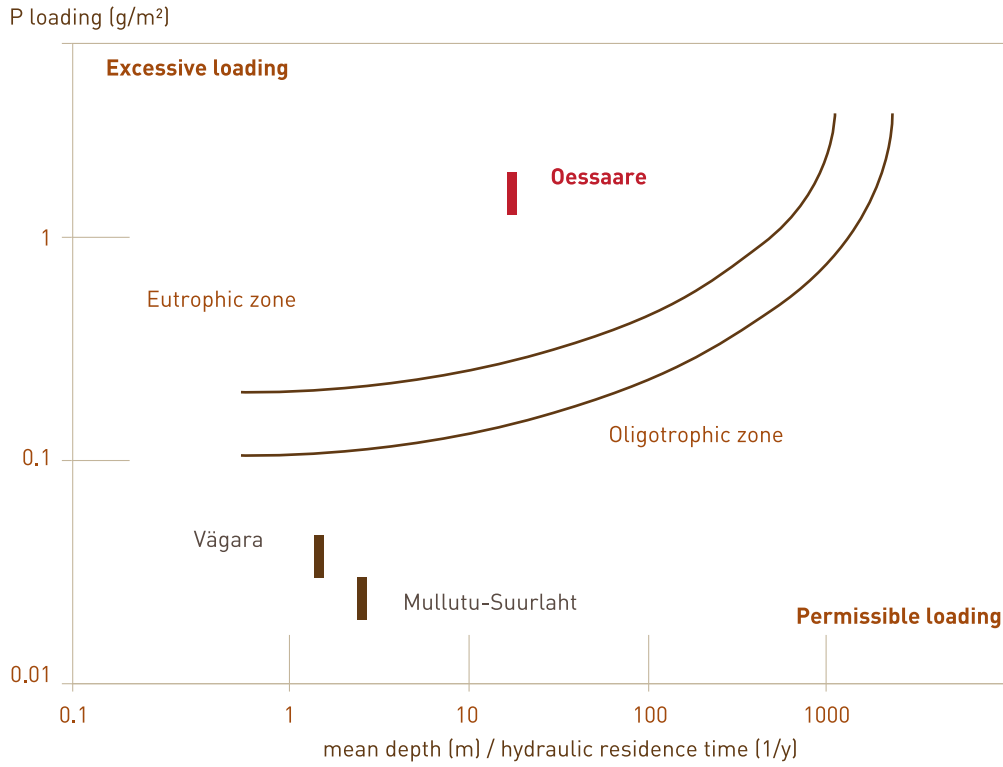 P loading (g/m²)
Excessive loading
Oessaare
1
Eutrophic zone
Oligotrophic zone
0.1
Vägara
Mullutu-Suurlaht
Permissible loading
0.01
0.1 1 10 100 1000
mean depth (m) / hydraulic residence time (1/y)